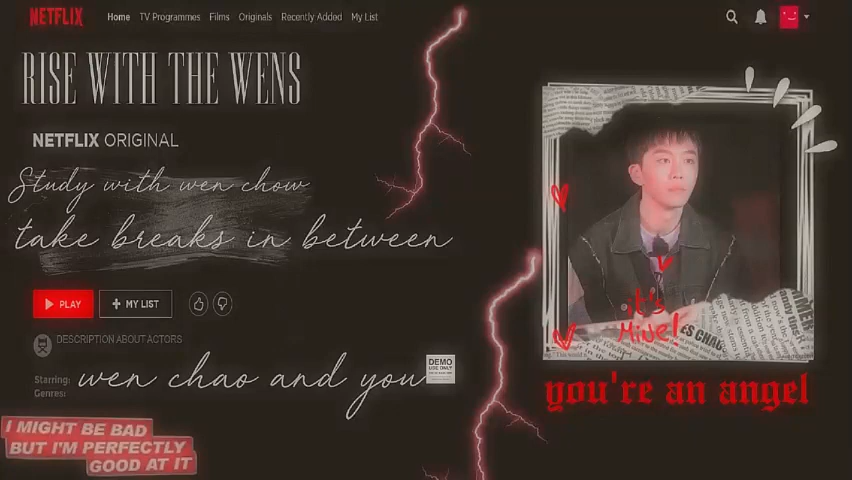 NETFLIX Home TV Programmes Films Originals Recently Added My List
RISE WITH THE WENS
NETFLIX ORIGINAL
Study with wen chow
take breaks in between
PLAY
MY LIST
DESCRIPTION ABOUT ACTORS
Starring: wen chao and you
Genres:
DEMO
USE ONLY
I MIGHT BE BAD
BUT I'M PERFECTLY
GOOD AT IT
it's
Mine!
you're an angel